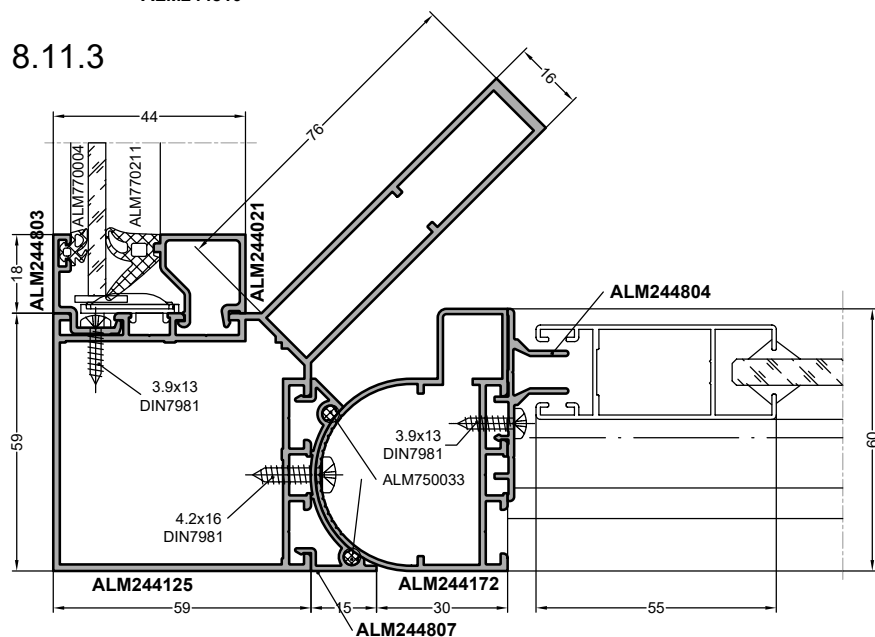 8.11.3
44
76
16
ALM244803
ALM770004
ALM770211
ALM244021
18
ALM244804
3.9x13
DIN7981
59
3.9x13
DIN7981
60
ALM750033
4.2x16
DIN7981
ALM244125
ALM244172
59
15
30
55
ALM244807